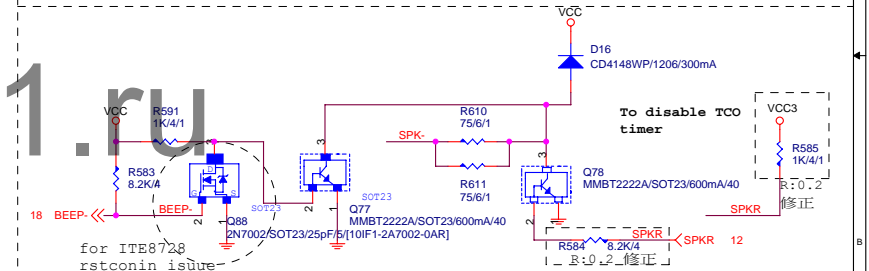 VCC
D16
CD4148WP/1206/300mA
1.ru
VCC
R591
1K/4/1
R610
75/6/1
To disable TCO
timer
VCC3
SPK-
3
3
3
R585
1K/4/1
R583
8.2K/4
D
G
S
R611
75/6/1
Q78
MMBT2222A/SOT23/600mA/40
R:0.2
修正
SOT23
SOT23
18
BEEP-
BEEP-
2
1
2
1
2
1
Q77
MMBT2222A/SOT23/600mA/40
SPKR
Q88
2N7002/SOT23/25pF/5/[10IF1-2A7002-0AR]
R584
8.2K/4
SPKR
12
for ITE8728
rstconin isuue
R:0.2 修正
B